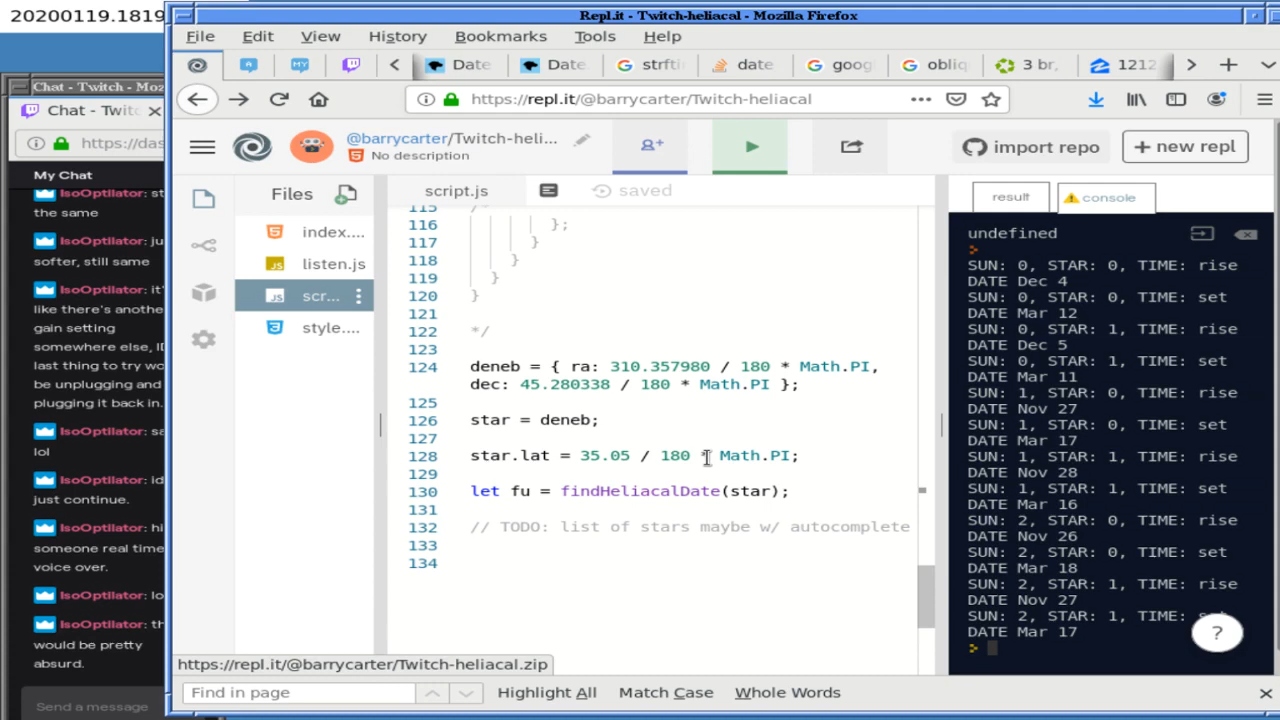 20200119.1819
Repl.it - Twitch-heliacal - Mozilla Firefox
File Edit View History Bookmarks Tools Help
Date Date strfti date goog obliq 3 br, 1212
https://repl.it/@barrycarter/Twitch-heliacal
Chat - Twitch - Moz
Chat - Twitc
https://das
My Chat
IsoOptilator: st
the same
IsoOptilator: ju
softer, still same
IsoOptilator: it'
like there's anothe
gain setting
somewhere else, I
last thing to try wo
be unplugging and
plugging it back in.
IsoOptilator: sa
lol
IsoOptilator: id
just click.
IsoOptilator: hi
someone real time
voice over.
IsoOptilator: lo
IsoOptilator: th
would be pretty
absurd.
Send a message
@barrycarter/Twitch-heli...
No description
import repo
+ new repl
Files
index....
listen.js
scr...
style....
script.js
saved
115 /*
116 };
117 }
118 }
119 }
120 }
121
122 */
123
124 deneb = { ra: 310.357980 / 180 * Math.PI,
dec: 45.280338 / 180 * Math.PI };
125
126 star = deneb;
127
128 star.lat = 35.05 / 180 * Math.PI;
129
130 let fu = findHeliacalDate(star);
131
132 // TODO: list of stars maybe w/ autocomplete
133
134
result
console
undefined
>
SUN: 0, STAR: 0, TIME: rise
DATE Dec 4
SUN: 0, STAR: 0, TIME: set
DATE Mar 12
SUN: 0, STAR: 1, TIME: rise
DATE Dec 5
SUN: 0, STAR: 1, TIME: set
DATE Mar 11
SUN: 1, STAR: 0, TIME: rise
DATE Nov 27
SUN: 1, STAR: 0, TIME: set
DATE Mar 17
SUN: 1, STAR: 1, TIME: rise
DATE Nov 28
SUN: 1, STAR: 1, TIME: set
DATE Mar 16
SUN: 2, STAR: 0, TIME: rise
DATE Nov 26
SUN: 2, STAR: 0, TIME: set
DATE Mar 18
SUN: 2, STAR: 1, TIME: rise
DATE Nov 27
SUN: 2, STAR: 1, TIME:
DATE Mar 17
>
?
https://repl.it/@barrycarter/Twitch-heliacal.zip
Find in page
Highlight All Match Case Whole Words